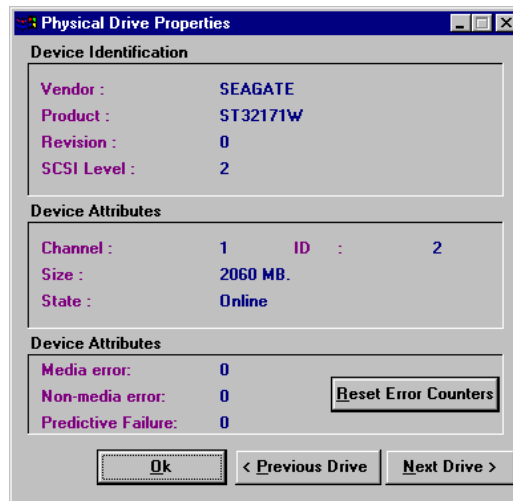 Physical Drive Properties
Device Identification
Vendor : SEAGATE
Product : ST32171W
Revision : 0
SCSI Level : 2
Device Attributes
Channel : 1 ID : 2
Size : 2060 MB.
State : Online
Device Attributes
Media error: 0
Non-media error: 0
Predictive Failure: 0
Reset Error Counters
Ok < Previous Drive Next Drive >